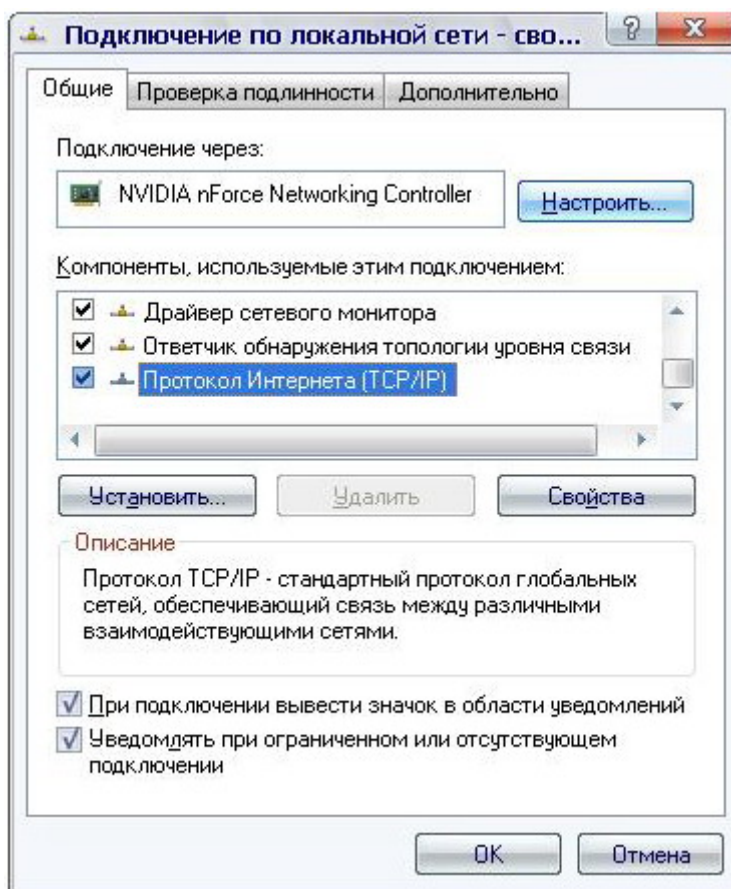 Подключение по локальной сети - сво...
Общие
Проверка подлинности
Дополнительно
Подключение через:
NVIDIA nForce Networking Controller
Настроить...
Компоненты, используемые этим подключением:
Драйвер сетевого монитора
Ответчик обнаружения топологии уровня связи
Протокол Интернета (TCP/IP)
Установить...
Удалить
Свойства
Описание
Протокол TCP/IP - стандартный протокол глобальных
сетей, обеспечивающий связь между различными
взаимодействующими сетями.
При подключении вывести значок в области уведомлений
Уведомлять при ограниченном или отсутствующем
подключении
OK
Отмена